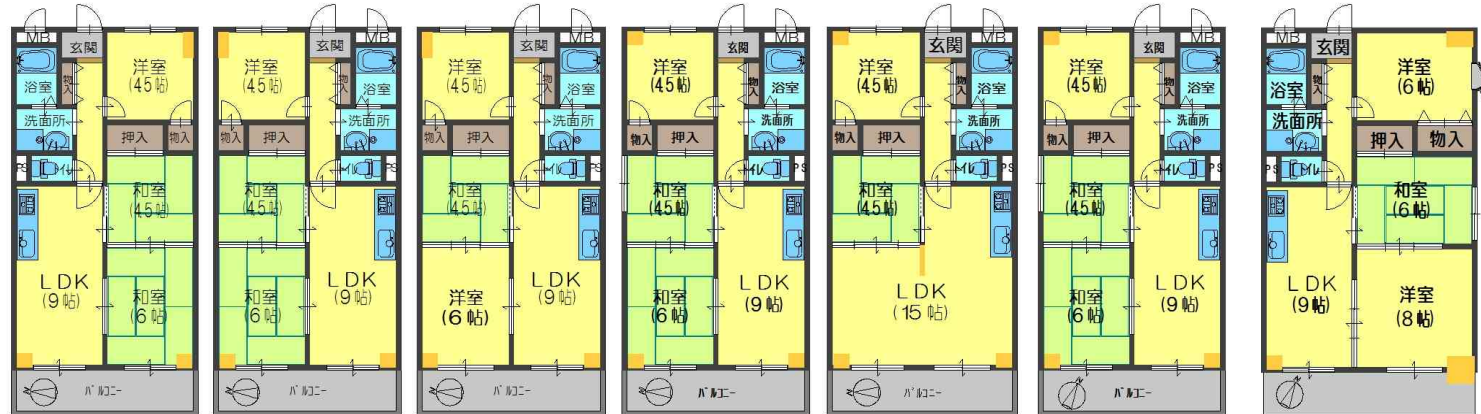 MB
玄関
浴室
物入
洋室
(4.5帖)
洗面所
押入
物入
PS
トイレ
和室
(4.5帖)
LDK
(9帖)
和室
(6帖)
バルコニー
N
玄関
MB
洋室
(4.5帖)
物入
浴室
洗面所
物入
押入
トイレ
PS
和室
(4.5帖)
和室
(6帖)
LDK
(9帖)
バルコニー
N
玄関
MB
洋室
(4.5帖)
物入
浴室
洗面所
物入
押入
トイレ
PS
和室
(4.5帖)
洋室
(6帖)
LDK
(9帖)
バルコニー
N
玄関
MB
洋室
(4.5帖)
物入
浴室
洗面所
物入
押入
トイレ
PS
和室
(4.5帖)
和室
(6帖)
LDK
(9帖)
バルコニー
N
玄関
MB
洋室
(4.5帖)
物入
浴室
洗面所
物入
押入
トイレ
PS
和室
(4.5帖)
LDK
(15帖)
バルコニー
N
玄関
MB
洋室
(4.5帖)
物入
浴室
洗面所
物入
押入
トイレ
PS
和室
(4.5帖)
和室
(6帖)
LDK
(9帖)
バルコニー
N
MB
玄関
浴室
物入
洋室
(6帖)
洗面所
押入
物入
PS
トイレ
和室
(6帖)
LDK
(9帖)
洋室
(8帖)
N